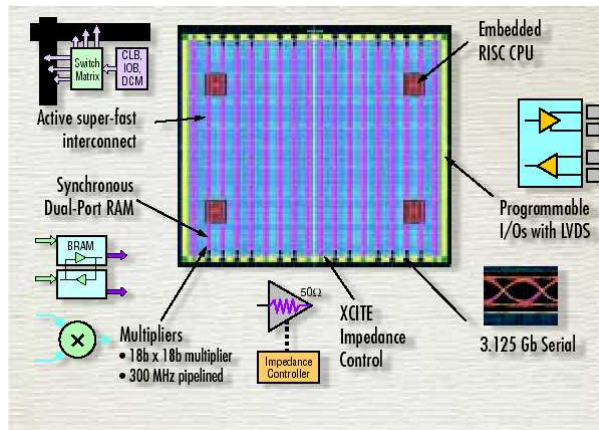 Switch
Matrix
CLB,
IOB,
DCM
Embedded
RISC CPU
Active super-fast
interconnect
Synchronous
Dual-Port RAM
Programmable
I/Os with LVDS
BRAM
50Ω
Multipliers
• 18b x 18b multiplier
• 300 MHz pipelined
Impedance
Controller
XCITE
Impedance
Control
3.125 Gb Serial